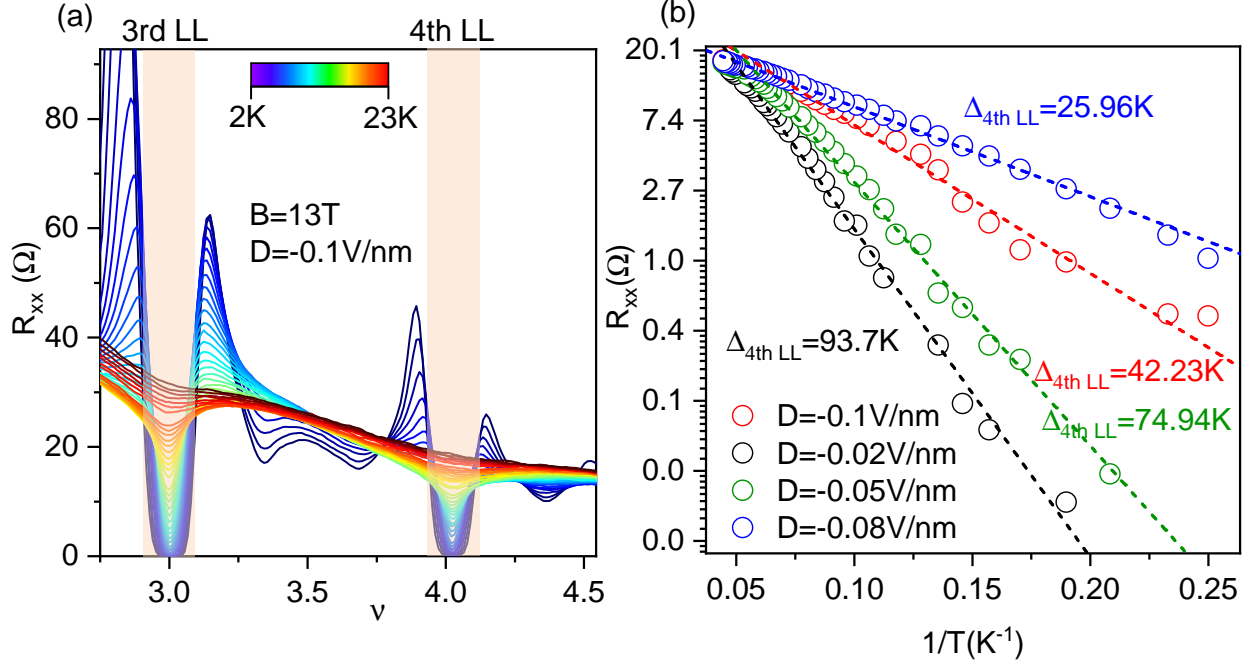 (a)
3rd LL
4th LL
2K
23K
B=13T
D=-0.1V/nm
R_xx (Ω)
80
60
40
20
0
3.0
3.5
4.0
4.5
ν
(b)
20.1
7.4
2.7
1.0
0.4
0.1
0.0
0.0
R_xx(Ω)
Δ_4th LL=25.96K
Δ_4th LL=93.7K
Δ_4th LL=42.23K
Δ_4th LL=74.94K
D=-0.1V/nm
D=-0.02V/nm
D=-0.05V/nm
D=-0.08V/nm
0.05
0.10
0.15
0.20
0.25
1/T(K⁻¹)